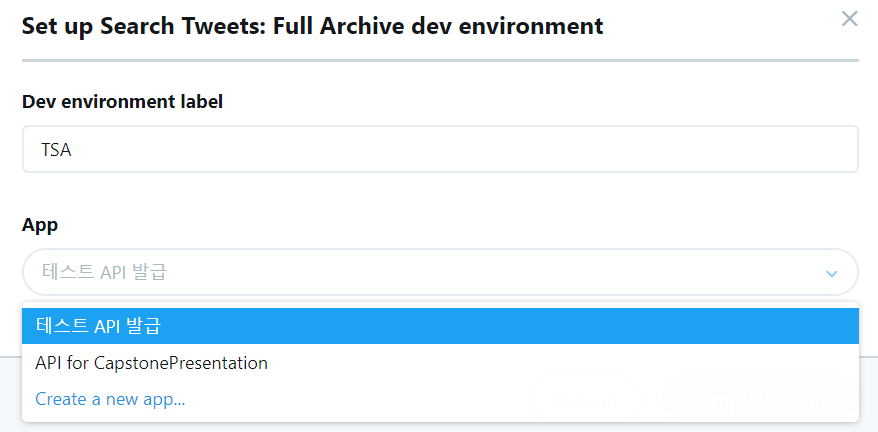 Set up Search Tweets: Full Archive dev environment
Dev environment label
TSA
App
테스트 API 발급
테스트 API 발급
API for CapstonePresentation
Create a new app...